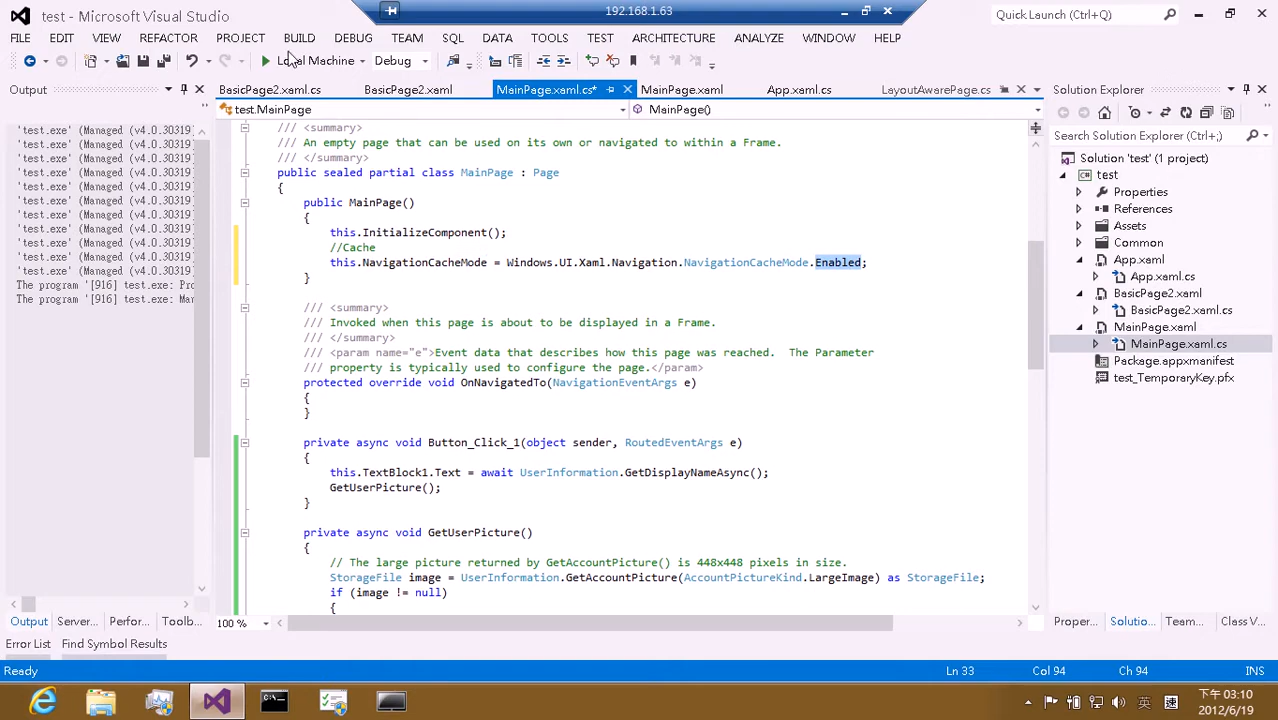 test - Microsoft Visual Studio
192.168.1.63
Quick Launch (Ctrl+Q)
FILE EDIT VIEW REFACTOR PROJECT BUILD DEBUG TEAM SQL DATA TOOLS TEST ARCHITECTURE ANALYZE WINDOW HELP
Local Machine Debug
Output
BasicPage2.xaml.cs BasicPage2.xaml MainPage.xaml.cs* MainPage.xaml App.xaml.cs LayoutAwarePage.cs
Solution Explorer
test.MainPage MainPage()
Search Solution Explorer (Ctrl+;)
'test.exe' (Managed (v4.0.30319)
'test.exe' (Managed (v4.0.30319)
'test.exe' (Managed (v4.0.30319)
'test.exe' (Managed (v4.0.30319)
'test.exe' (Managed (v4.0.30319)
'test.exe' (Managed (v4.0.30319)
'test.exe' (Managed (v4.0.30319)
'test.exe' (Managed (v4.0.30319)
'test.exe' (Managed (v4.0.30319)
'test.exe' (Managed (v4.0.30319)
'test.exe' (Managed (v4.0.30319)
The program '[916] test.exe: Pro
The program '[916] test.exe: Mar
/// <summary>
/// An empty page that can be used on its own or navigated to within a Frame.
/// </summary>
public sealed partial class MainPage : Page
{
public MainPage()
{
this.InitializeComponent();
//Cache
this.NavigationCacheMode = Windows.UI.Xaml.Navigation.NavigationCacheMode.Enabled;
}
/// <summary>
/// Invoked when this page is about to be displayed in a Frame.
/// </summary>
/// <param name="e">Event data that describes how this page was reached.  The Parameter
/// property is typically used to configure the page.</param>
protected override void OnNavigatedTo(NavigationEventArgs e)
{
}
private async void Button_Click_1(object sender, RoutedEventArgs e)
{
this.TextBlock1.Text = await UserInformation.GetDisplayNameAsync();
GetUserPicture();
}
private async void GetUserPicture()
{
// The large picture returned by GetAccountPicture() is 448x448 pixels in size.
StorageFile image = UserInformation.GetAccountPicture(AccountPictureKind.LargeImage) as StorageFile;
if (image != null)
{
Solution 'test' (1 project)
test
Properties
References
Assets
Common
App.xaml
App.xaml.cs
BasicPage2.xaml
BasicPage2.xaml.cs
MainPage.xaml
MainPage.xaml.cs
Package.appxmanifest
test_TemporaryKey.pfx
100 %
Output Server... Perfor... Toolb...
Proper... Solutio... Team... Class V...
Error List Find Symbol Results
Ready Ln 33 Col 94 Ch 94 INS
英 速
下午 03:10
2012/6/19